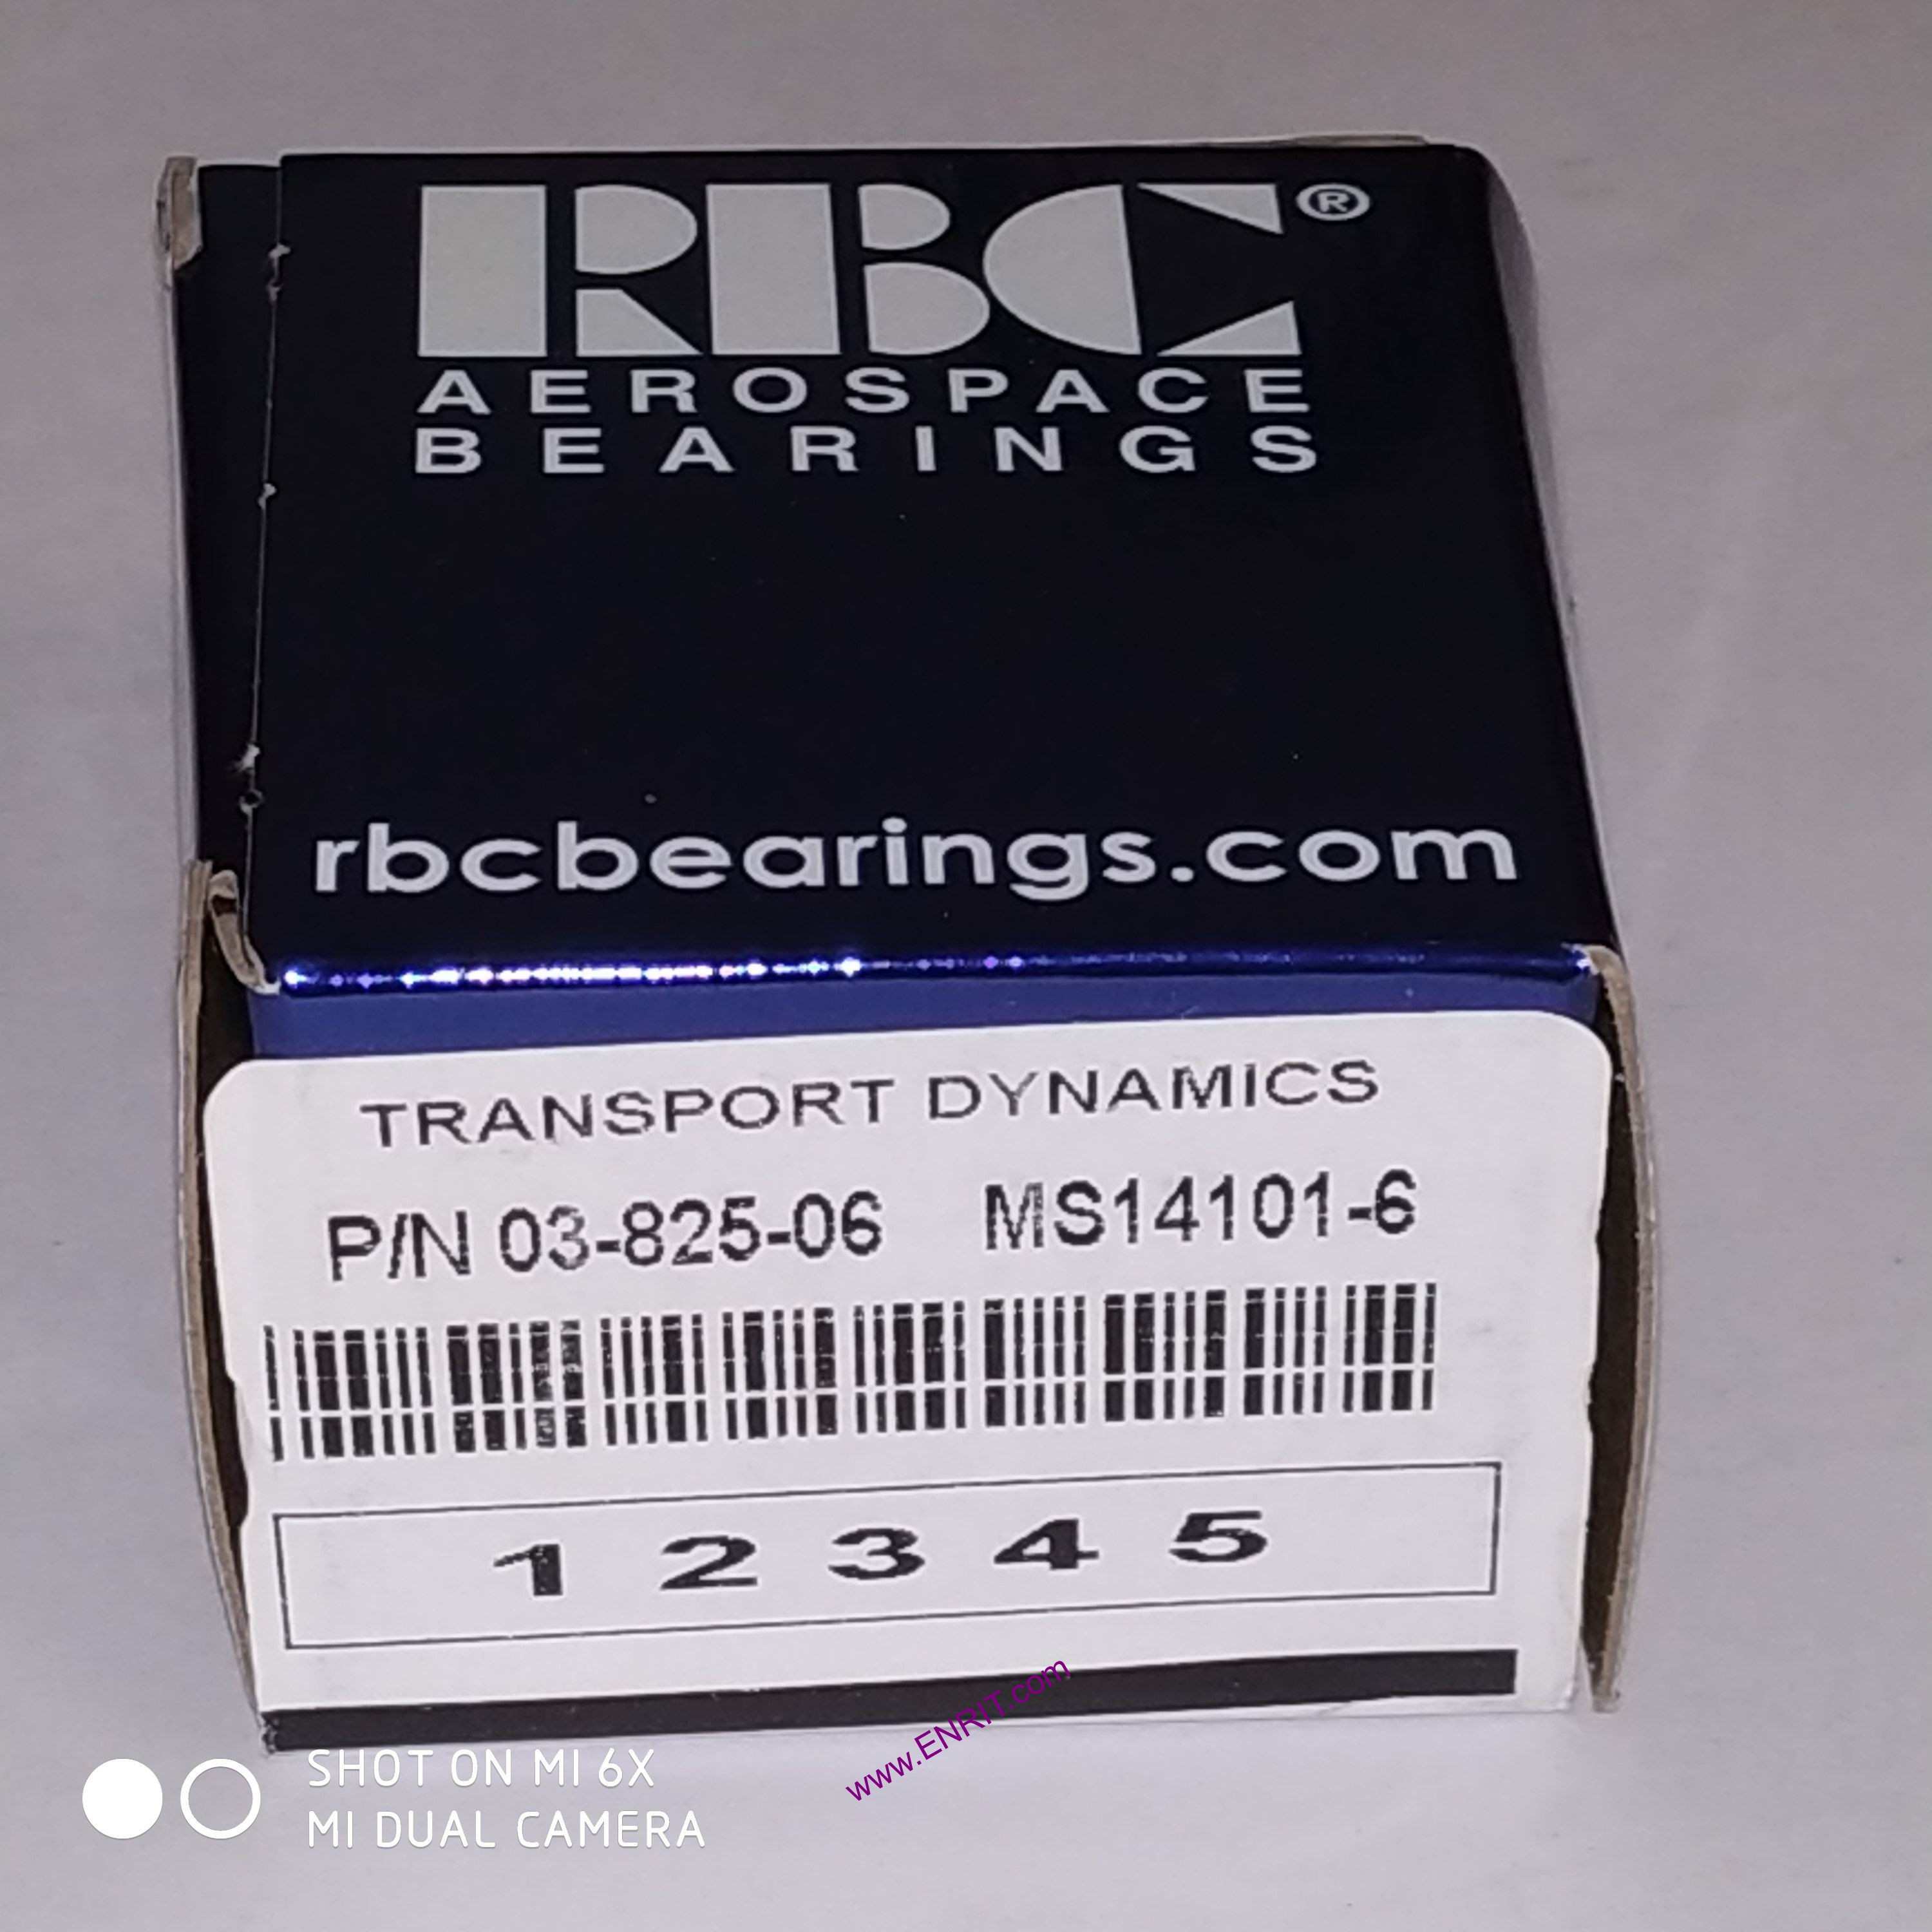 RBC®
AEROSPACE
BEARINGS
rbcbearings.com
TRANSPORT DYNAMICS
P/N 03-825-06 MS14101-6
1 2 3 4 5
www.ENRIT.com
SHOT ON MI 6X
MI DUAL CAMERA